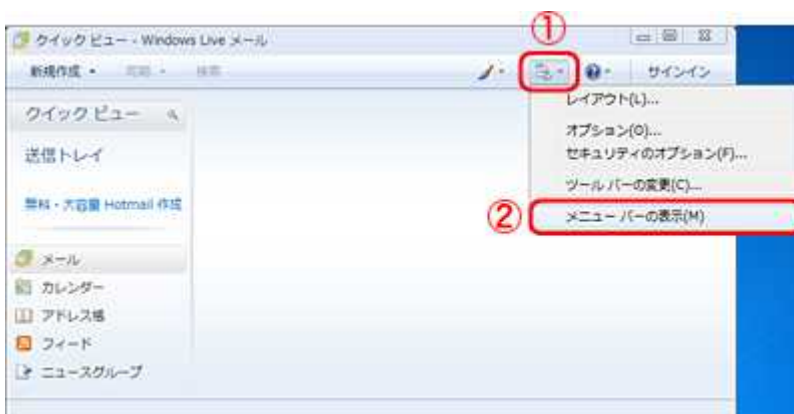 ①
クイック ビュー - Windows Live メール
新規作成
印刷
検索
サインイン
クイック ビュー
送信トレイ
無料・大容量 Hotmail 作成
メール
カレンダー
アドレス帳
フィード
ニュースグループ
レイアウト(L)...
オプション(O)...
セキュリティのオプション(F)...
ツール バーの変更(C)...
②
メニュー バーの表示(M)